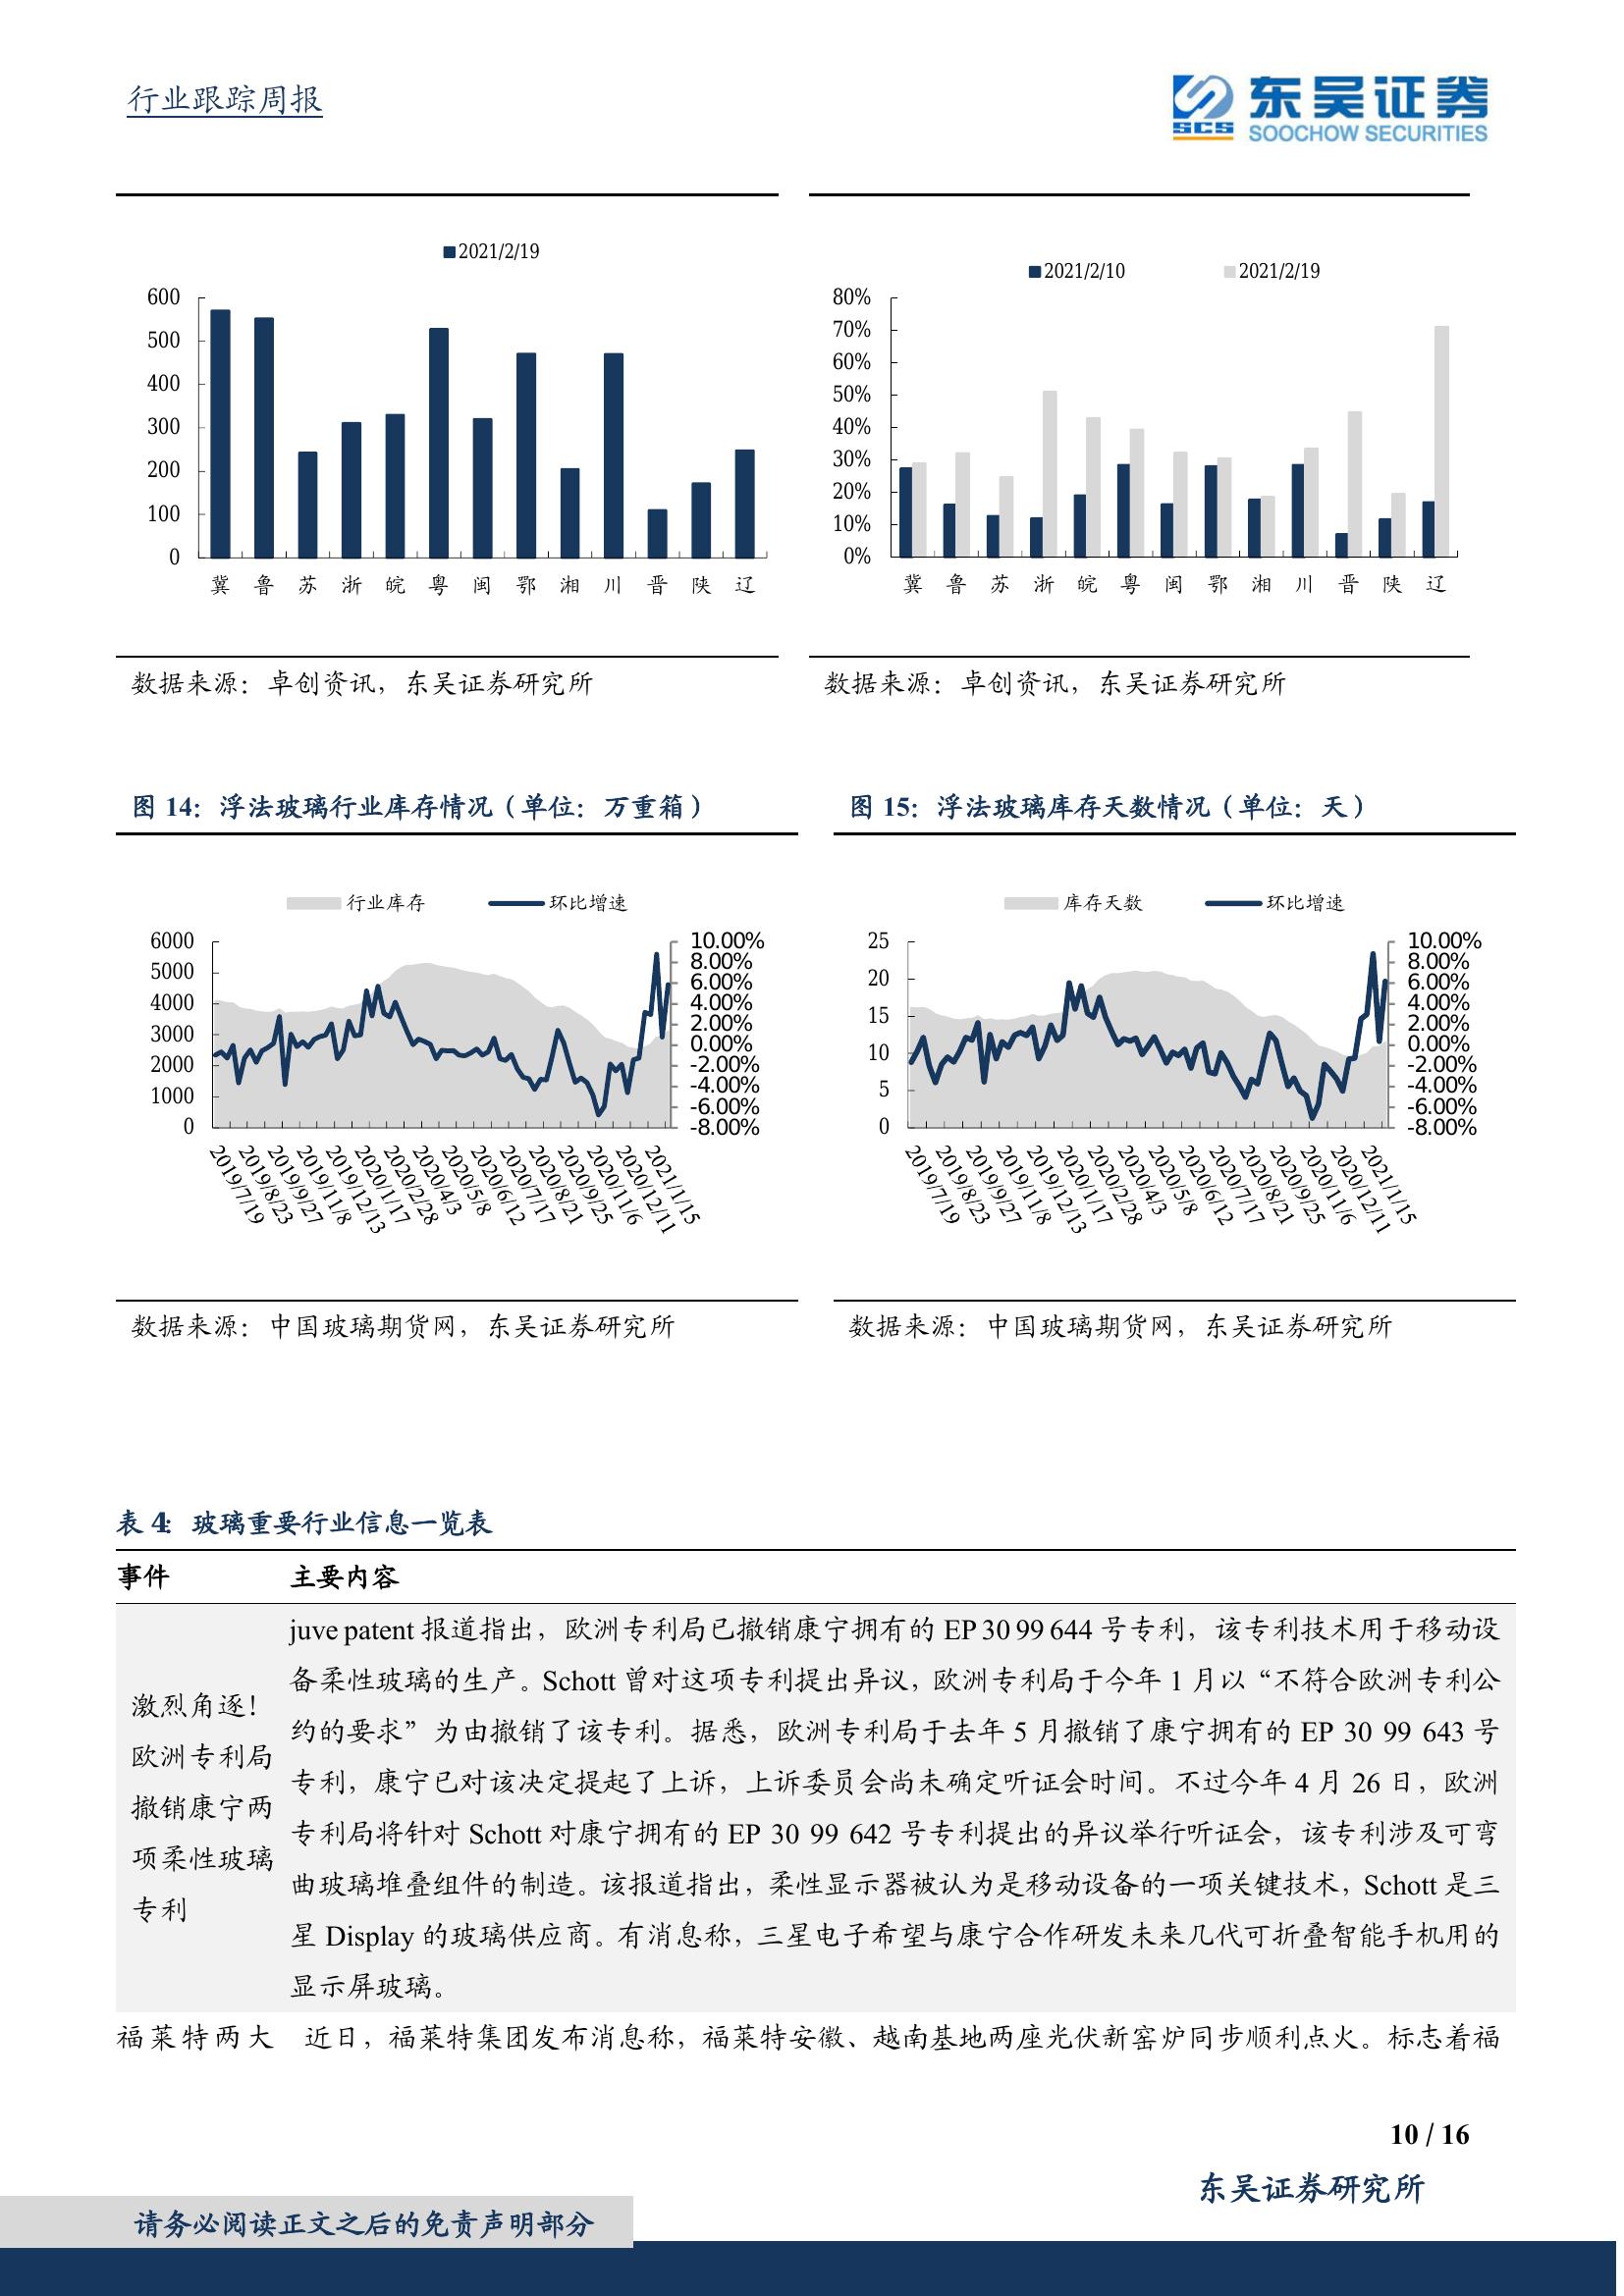 行业跟踪周报
东吴证券
SCS
SOOCHOW SECURITIES
2021/2/19
600
500
400
300
200
100
0
冀 鲁 苏 浙 皖 粤 闽 鄂 湘 川 晋 陕 辽
数据来源：卓创资讯，东吴证券研究所
2021/2/10 2021/2/19
80%
70%
60%
50%
40%
30%
20%
10%
0%
冀 鲁 苏 浙 皖 粤 闽 鄂 湘 川 晋 陕 辽
数据来源：卓创资讯，东吴证券研究所
图 14：浮法玻璃行业库存情况（单位：万重箱）
行业库存 环比增速
6000
5000
4000
3000
2000
1000
0
10.00%
8.00%
6.00%
4.00%
2.00%
0.00%
-2.00%
-4.00%
-6.00%
-8.00%
2019/7/19
2019/8/23
2019/9/27
2019/11/8
2019/12/13
2020/1/17
2020/2/28
2020/4/3
2020/5/8
2020/6/12
2020/7/17
2020/8/21
2020/9/25
2020/11/6
2020/12/11
2021/1/15
数据来源：中国玻璃期货网，东吴证券研究所
图 15：浮法玻璃库存天数情况（单位：天）
库存天数 环比增速
25
20
15
10
5
0
10.00%
8.00%
6.00%
4.00%
2.00%
0.00%
-2.00%
-4.00%
-6.00%
-8.00%
2019/7/19
2019/8/23
2019/9/27
2019/11/8
2019/12/13
2020/1/17
2020/2/28
2020/4/3
2020/5/8
2020/6/12
2020/7/17
2020/8/21
2020/9/25
2020/11/6
2020/12/11
2021/1/15
数据来源：中国玻璃期货网，东吴证券研究所
表 4：玻璃重要行业信息一览表
事件 主要内容
激烈角逐！
欧洲专利局
撤销康宁两
项柔性玻璃
专利
juve patent 报道指出，欧洲专利局已撤销康宁拥有的 EP 30 99 644 号专利，该专利技术用于移动设
备柔性玻璃的生产。Schott 曾对这项专利提出异议，欧洲专利局于今年 1 月以“不符合欧洲专利公
约的要求”为由撤销了该专利。据悉，欧洲专利局于去年 5 月撤销了康宁拥有的 EP 30 99 643 号
专利，康宁已对该决定提起了上诉，上诉委员会尚未确定听证会时间。不过今年 4 月 26 日，欧洲
专利局将针对 Schott 对康宁拥有的 EP 30 99 642 号专利提出的异议举行听证会，该专利涉及可弯
曲玻璃堆叠组件的制造。该报道指出，柔性显示器被认为是移动设备的一项关键技术，Schott 是三
星 Display 的玻璃供应商。有消息称，三星电子希望与康宁合作研发未来几代可折叠智能手机用的
显示屏玻璃。
福莱特两大 近日，福莱特集团发布消息称，福莱特安徽、越南基地两座光伏新窑炉同步顺利点火。标志着福
10 / 16
东吴证券研究所
请务必阅读正文之后的免责声明部分